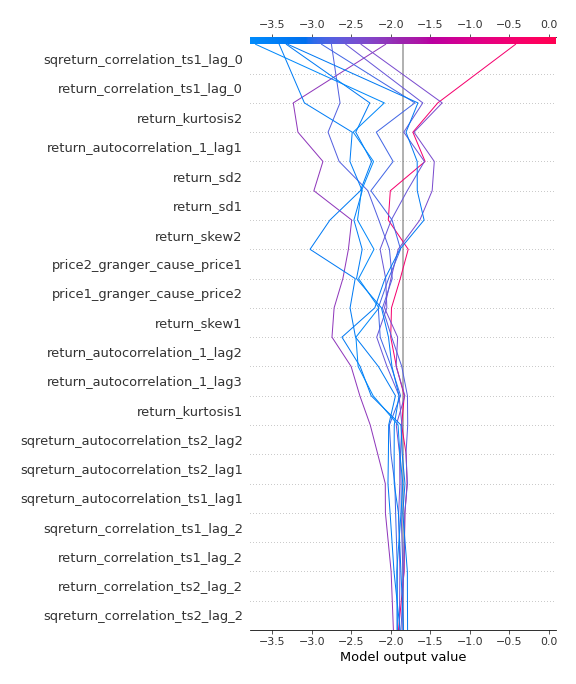 −3.5 −3.0 −2.5 −2.0 −1.5 −1.0 −0.5 0.0
sqreturn_correlation_ts1_lag_0
return_correlation_ts1_lag_0
return_kurtosis2
return_autocorrelation_1_lag1
return_sd2
return_sd1
return_skew2
price2_granger_cause_price1
price1_granger_cause_price2
return_skew1
return_autocorrelation_1_lag2
return_autocorrelation_1_lag3
return_kurtosis1
sqreturn_autocorrelation_ts2_lag2
sqreturn_autocorrelation_ts2_lag1
sqreturn_autocorrelation_ts1_lag1
sqreturn_correlation_ts1_lag_2
return_correlation_ts1_lag_2
return_correlation_ts2_lag_2
sqreturn_correlation_ts2_lag_2
−3.5 −3.0 −2.5 −2.0 −1.5 −1.0 −0.5 0.0
Model output value